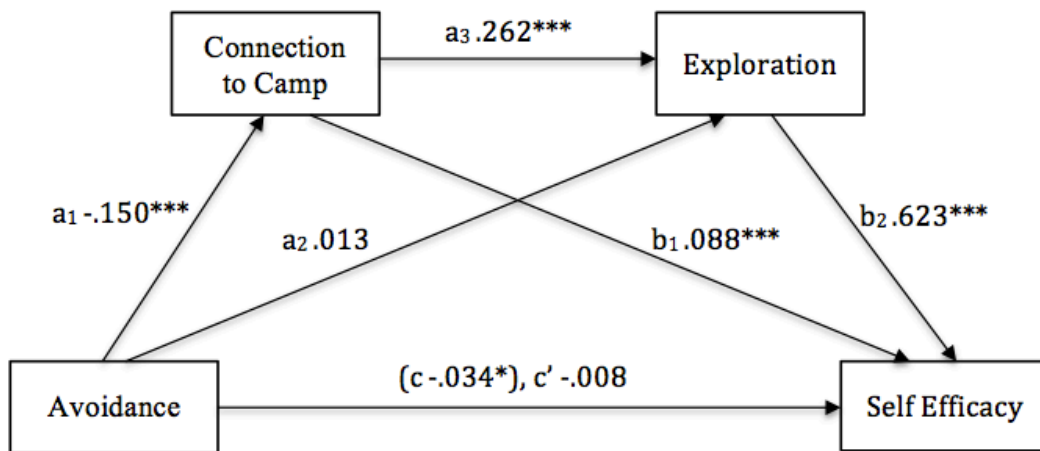 a₃ .262***
Connection
to Camp
Exploration
a₁ -.150***
a₂ .013
b₁ .088***
b₂ .623***
(c -.034*), c’ -.008
Avoidance
Self Efficacy